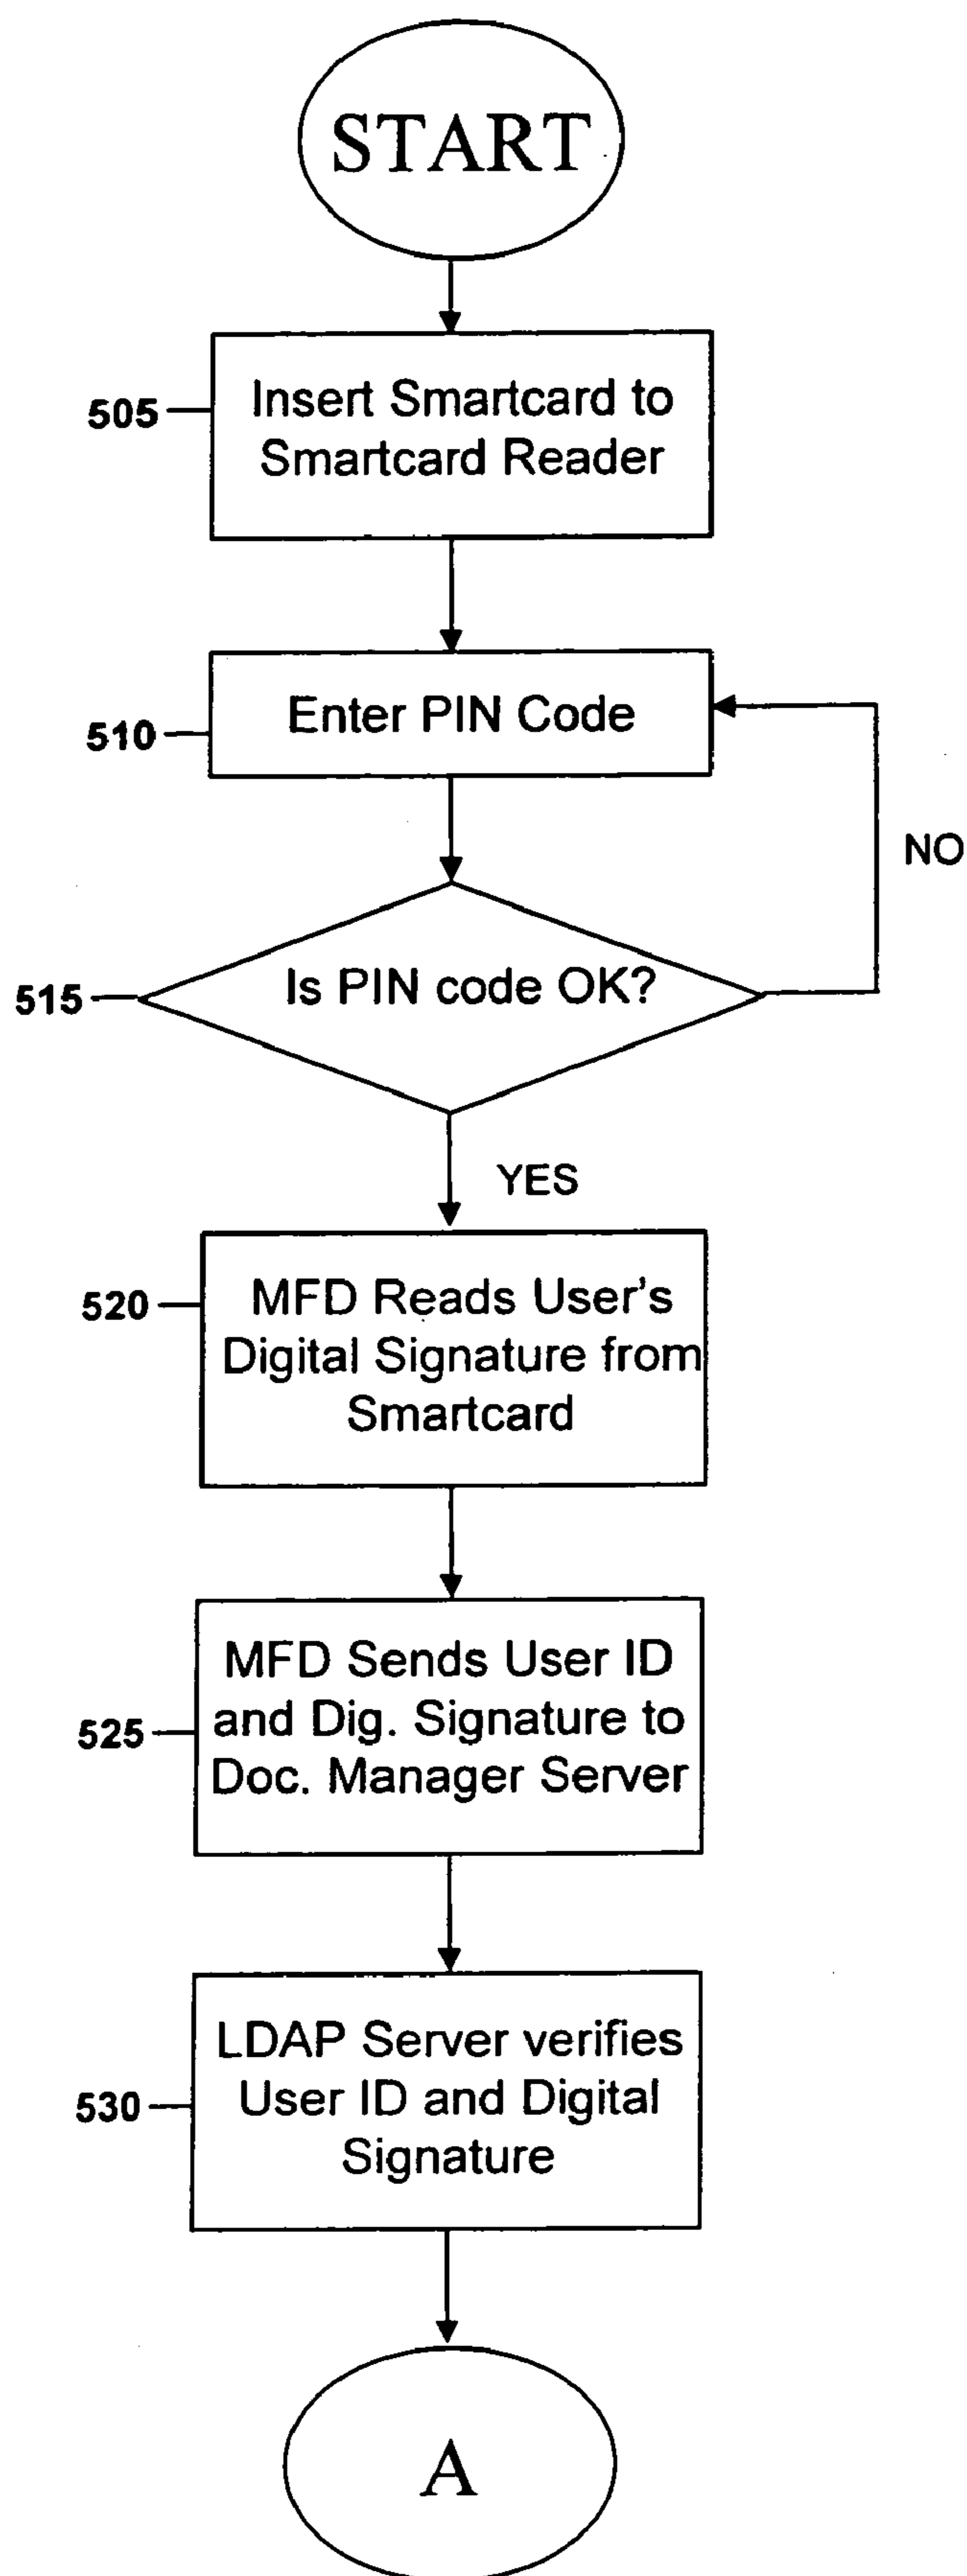 START
505
Insert Smartcard to
Smartcard Reader
510
Enter PIN Code
NO
515
Is PIN code OK?
YES
520
MFD Reads User's
Digital Signature from
Smartcard
525
MFD Sends User ID
and Dig. Signature to
Doc. Manager Server
530
LDAP Server verifies
User ID and Digital
Signature
A